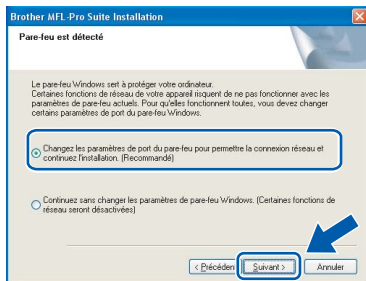 Brother MFL-Pro Suite Installation
Pare-feu est détecté
Le pare-feu Windows sert à protéger votre ordinateur.
Certaines fonctions de réseau de votre appareil risquent de ne pas fonctionner avec les
paramètres de pare-feu actuels. Pour qu'elles fonctionnent toutes, vous devez changer
certains paramètres de port du pare-feu Windows.
Changez les paramètres de port du pare-feu pour permettre la connexion réseau et
continuez l'installation. (Recommandé)
Continuez sans changer les paramètres de pare-feu Windows. (Certaines fonctions de
réseau seront désactivées)
< Précéden
Suivant >
Annuler